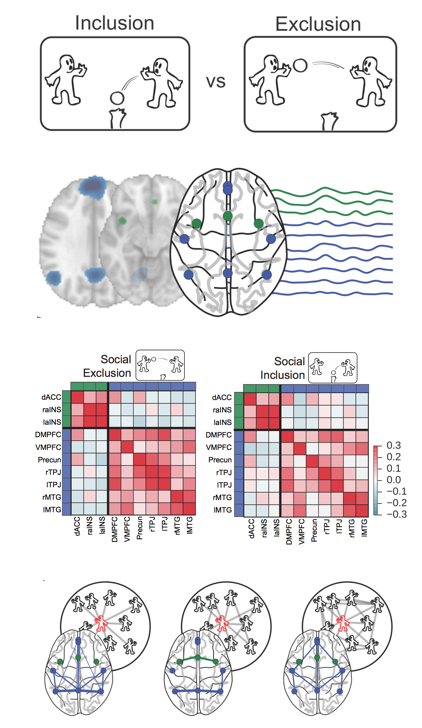 Inclusion
Exclusion
vs
Social
Exclusion
Social
Inclusion
dACC
raINS
laINS
DMPFC
VMPFC
Precun
rTPJ
lTPJ
rMTG
lMTG
dACC
raINS
laINS
DMPFC
VMPFC
Precun
rTPJ
lTPJ
rMTG
lMTG
dACC
raINS
laINS
DMPFC
VMPFC
Precun
rTPJ
lTPJ
rMTG
lMTG
dACC
raINS
laINS
DMPFC
VMPFC
Precun
rTPJ
lTPJ
rMTG
lMTG
0.3
0.2
0.1
0.0
−0.1
−0.2
−0.3